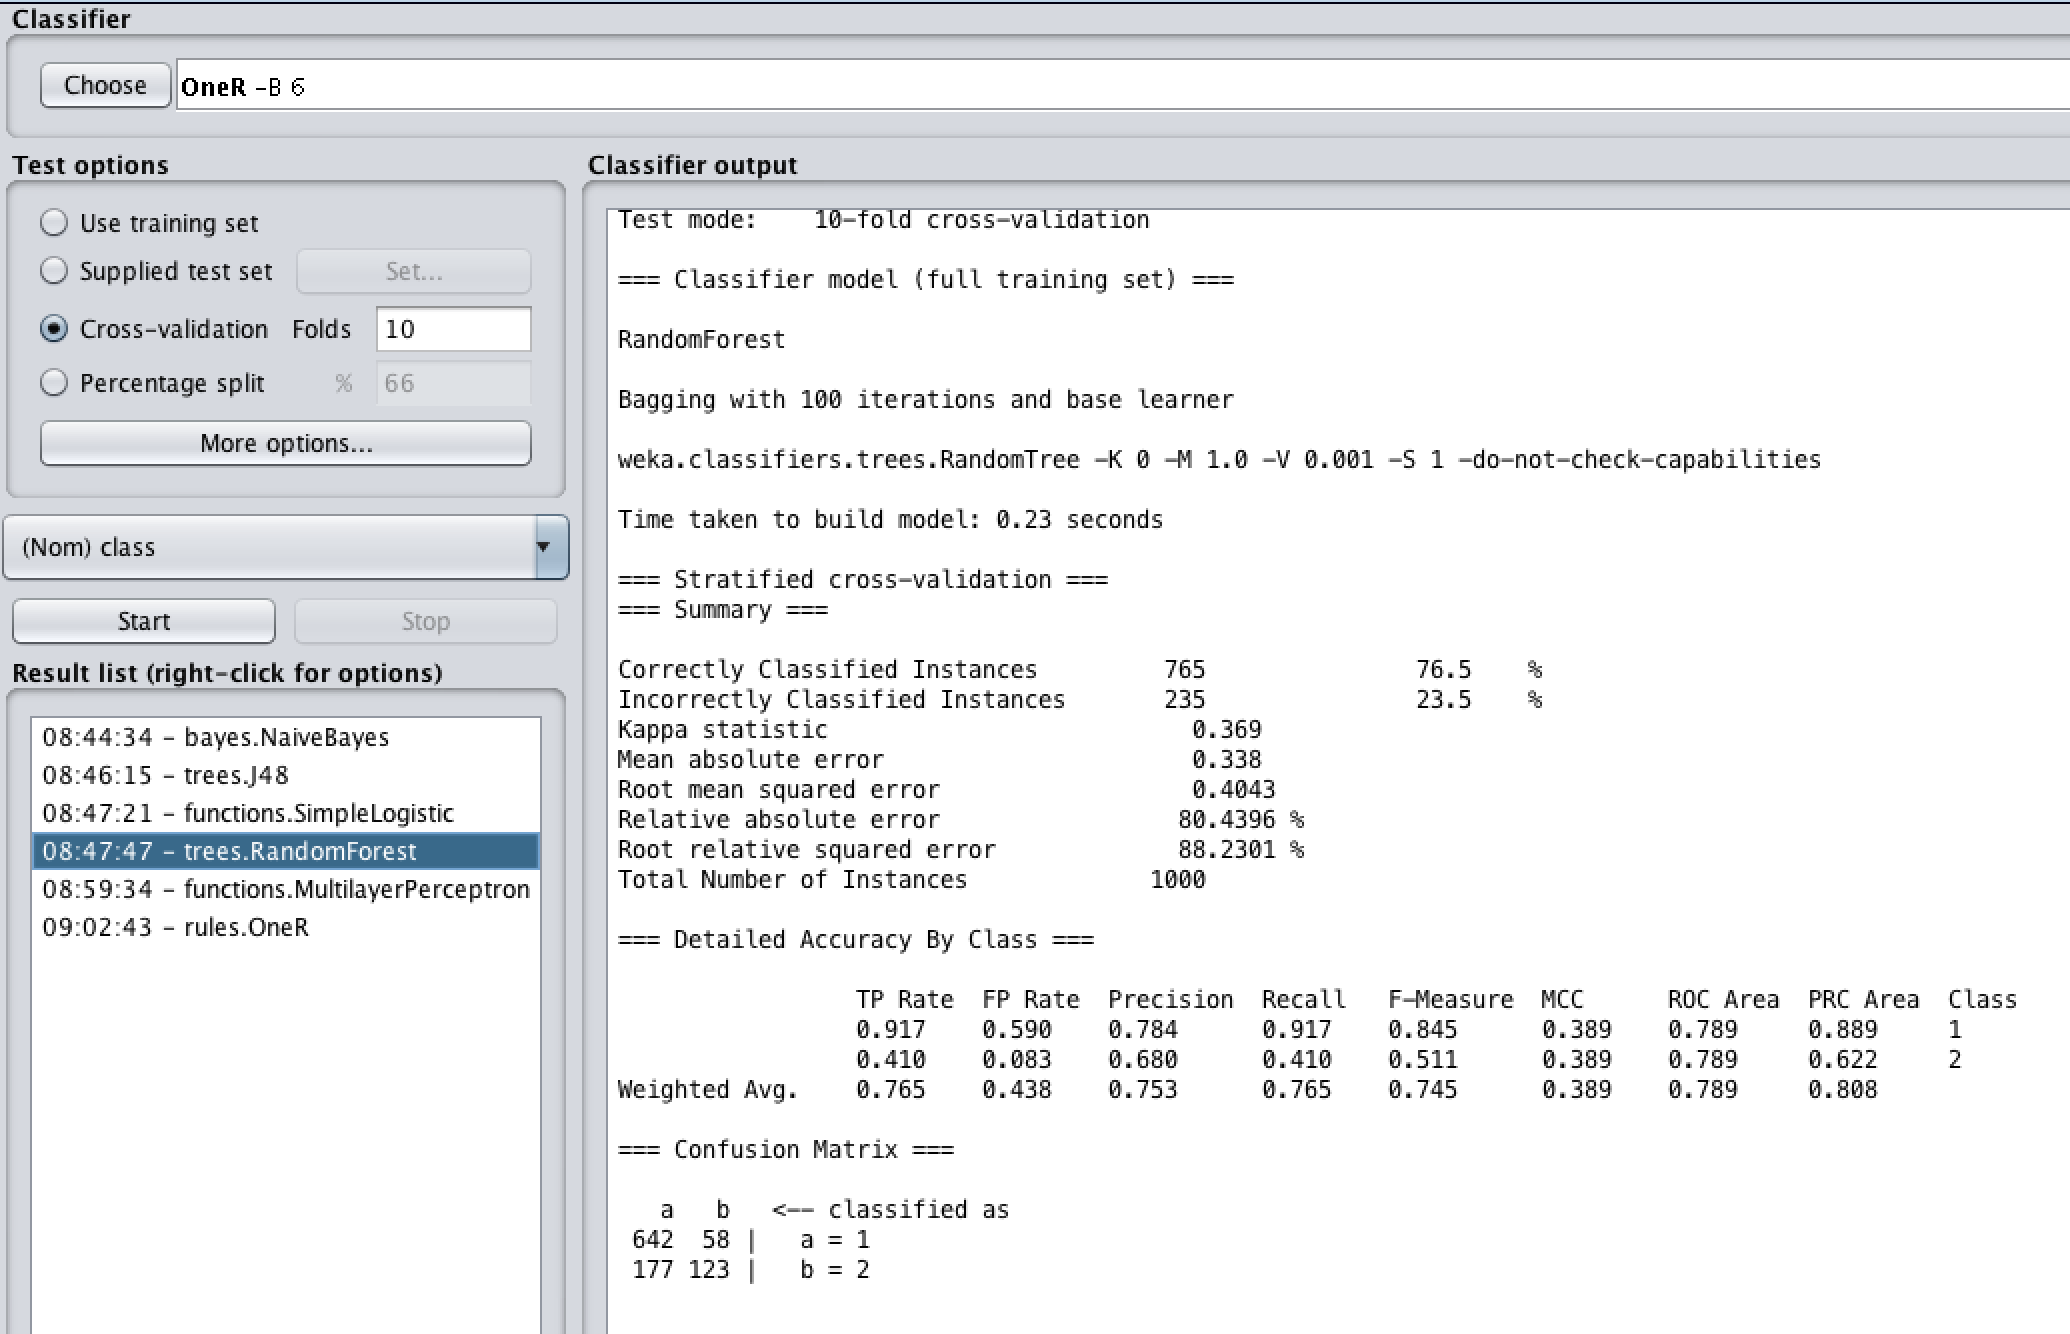 Classifier
Choose OneR -B 6
Test options
Use training set
Supplied test set Set...
Cross-validation Folds 10
Percentage split % 66
More options...
(Nom) class
Start Stop
Result list (right-click for options)
08:44:34 - bayes.NaiveBayes
08:46:15 - trees.J48
08:47:21 - functions.SimpleLogistic
08:47:47 - trees.RandomForest
08:59:34 - functions.MultilayerPerceptron
09:02:43 - rules.OneR
Classifier output
Test mode: 10-fold cross-validation
=== Classifier model (full training set) ===
RandomForest
Bagging with 100 iterations and base learner
weka.classifiers.trees.RandomTree -K 0 -M 1.0 -V 0.001 -S 1 -do-not-check-capabilities
Time taken to build model: 0.23 seconds
=== Stratified cross-validation ===
=== Summary ===
Correctly Classified Instances 765 76.5 %
Incorrectly Classified Instances 235 23.5 %
Kappa statistic 0.369
Mean absolute error 0.338
Root mean squared error 0.4043
Relative absolute error 80.4396 %
Root relative squared error 88.2301 %
Total Number of Instances 1000
=== Detailed Accuracy By Class ===
TP Rate FP Rate Precision Recall F-Measure MCC ROC Area PRC Area Class
0.917 0.590 0.784 0.917 0.845 0.389 0.789 0.889 1
0.410 0.083 0.680 0.410 0.511 0.389 0.789 0.622 2
Weighted Avg. 0.765 0.438 0.753 0.765 0.745 0.389 0.789 0.808
=== Confusion Matrix ===
a b <-- classified as
642 58 | a = 1
177 123 | b = 2